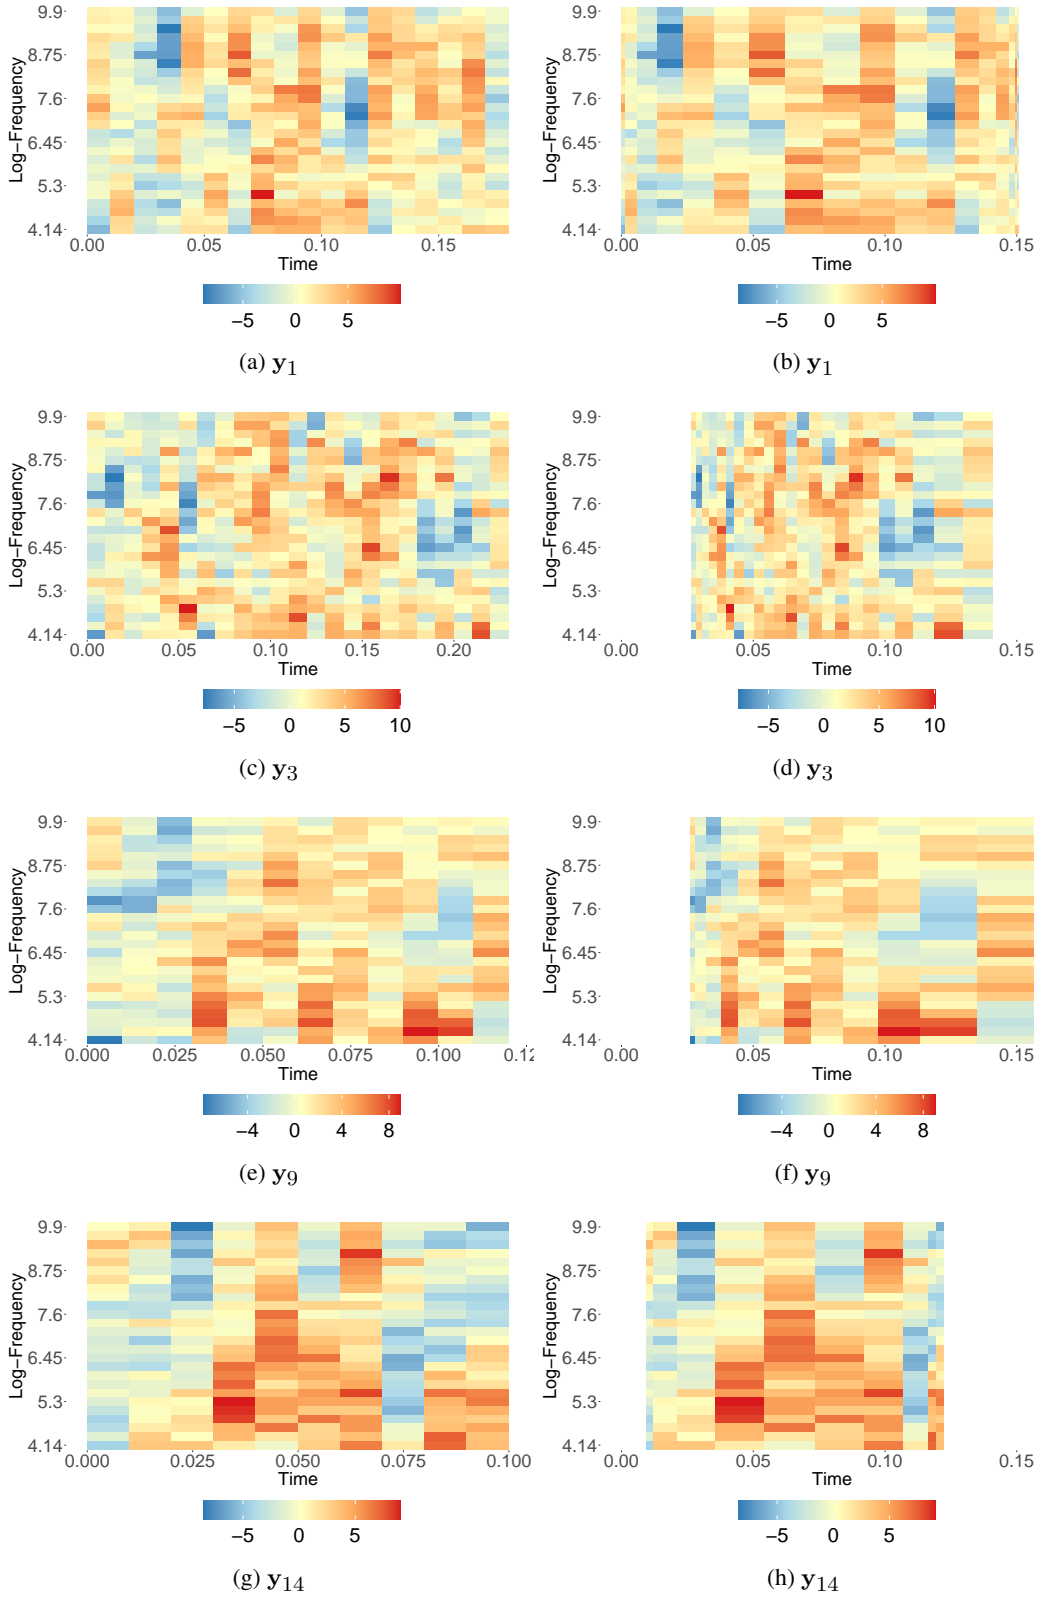 9.9
8.75
7.6
6.45
5.3
4.14
Log−Frequency
0.00 0.05 0.10 0.15
Time
−5 0 5
(a) y1
9.9
8.75
7.6
6.45
5.3
4.14
Log−Frequency
0.00 0.05 0.10 0.15
Time
−5 0 5
(b) y1
9.9
8.75
7.6
6.45
5.3
4.14
Log−Frequency
0.00 0.05 0.10 0.15 0.20
Time
−5 0 5 10
(c) y3
9.9
8.75
7.6
6.45
5.3
4.14
Log−Frequency
0.00 0.05 0.10 0.15
Time
−5 0 5 10
(d) y3
9.9
8.75
7.6
6.45
5.3
4.14
Log−Frequency
0.000 0.025 0.050 0.075 0.100 0.12
Time
−4 0 4 8
(e) y9
9.9
8.75
7.6
6.45
5.3
4.14
Log−Frequency
0.00 0.05 0.10 0.15
Time
−4 0 4 8
(f) y9
9.9
8.75
7.6
6.45
5.3
4.14
Log−Frequency
0.000 0.025 0.050 0.075 0.100
Time
−5 0 5
(g) y14
9.9
8.75
7.6
6.45
5.3
4.14
Log−Frequency
0.00 0.05 0.10 0.15
Time
−5 0 5
(h) y14